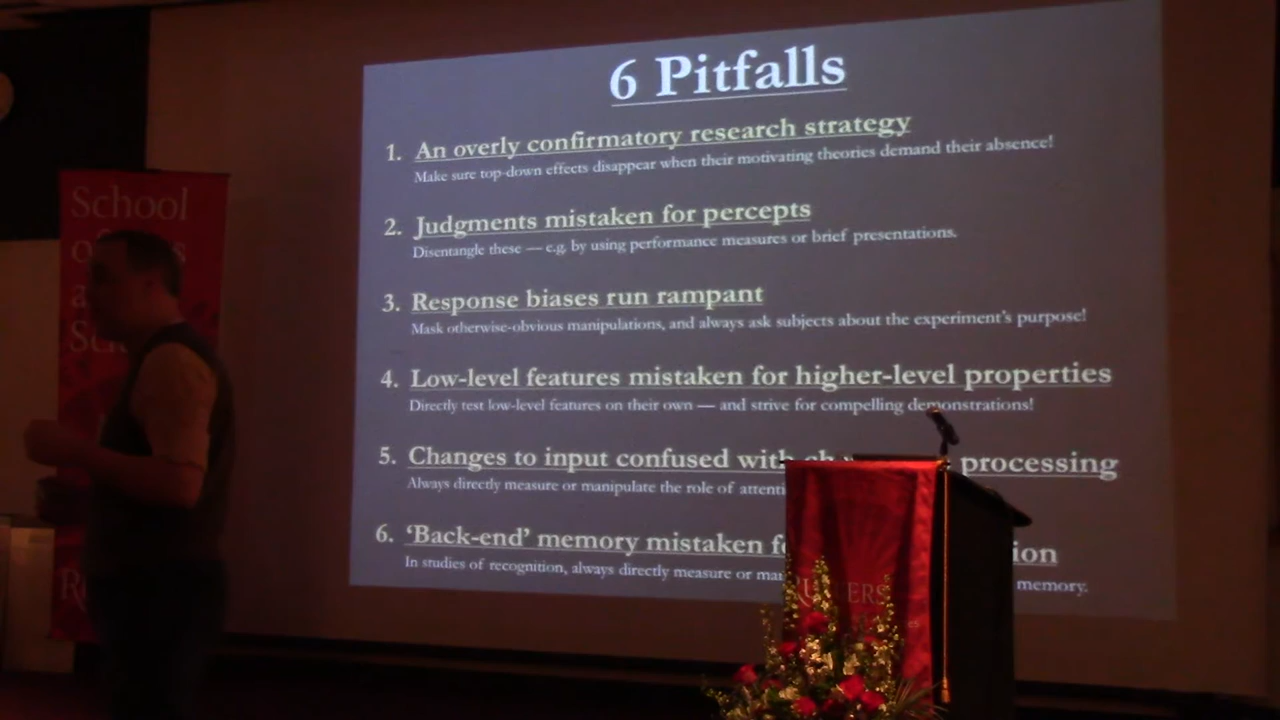 6 Pitfalls
1. An overly confirmatory research strategy
Make sure top-down effects disappear when their motivating theories demand their absence!
2. Judgments mistaken for percepts
Disentangle these — e.g. by using performance measures or brief presentations.
3. Response biases run rampant
Mask otherwise-obvious manipulations, and always ask subjects about the experiment's purpose!
4. Low-level features mistaken for higher-level properties
Directly test low-level features on their own — and strive for compelling demonstrations!
5. Changes to input confused with processing
Always directly measure or manipulate the role of
6. 'Back-end' memory mistaken
In studies of recognition, always directly measure or memory.
School
RUTGERS